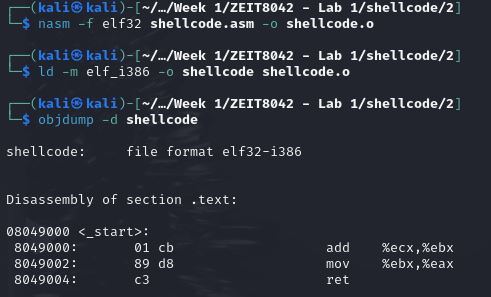 ┌──(kali㉿kali)-[~/…/Week 1/ZEIT8042 - Lab 1/shellcode/2]
└─$ nasm -f elf32 shellcode.asm -o shellcode.o
┌──(kali㉿kali)-[~/…/Week 1/ZEIT8042 - Lab 1/shellcode/2]
└─$ ld -m elf_i386 -o shellcode shellcode.o
┌──(kali㉿kali)-[~/…/Week 1/ZEIT8042 - Lab 1/shellcode/2]
└─$ objdump -d shellcode
shellcode:     file format elf32-i386
Disassembly of section .text:
08049000 <_start>:
 8049000:	01 cb                	add    %ecx,%ebx
 8049002:	89 d8                	mov    %ebx,%eax
 8049004:	c3                   	ret